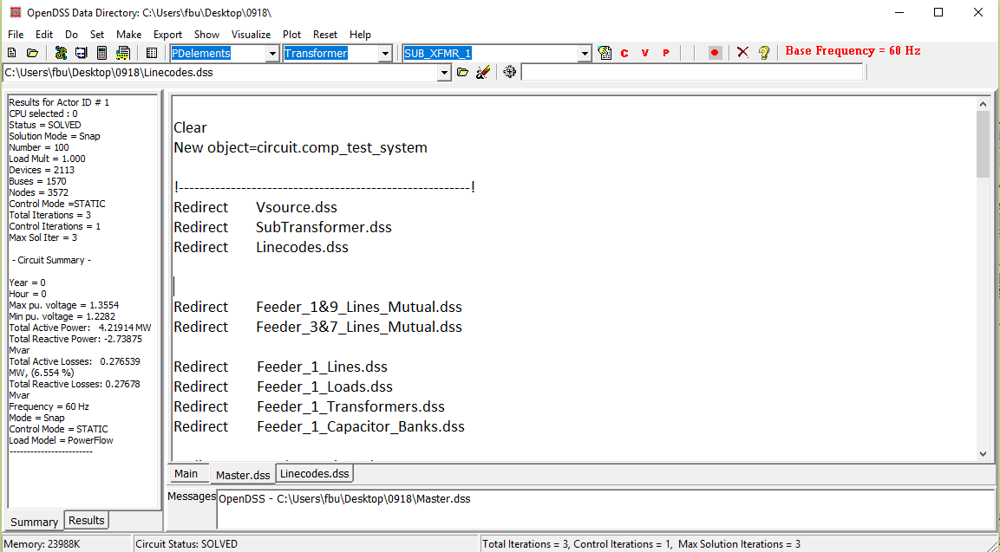 OpenDSS Data Directory: C:\Users\fbu\Desktop\0918\
File Edit Do Set Make Export Show Visualize Plot Reset Help
PDelements Transformer SUB_XFMR_1 C V P Base Frequency = 60 Hz
C:\Users\fbu\Desktop\0918\Linecodes.dss
Results for Actor ID # 1
CPU selected : 0
Status = SOLVED
Solution Mode = Snap
Number = 100
Load Mult = 1.000
Devices = 2113
Buses = 1570
Nodes = 3572
Control Mode =STATIC
Total Iterations = 3
Control Iterations = 1
Max Sol Iter = 3
- Circuit Summary -
Year = 0
Hour = 0
Max pu. voltage = 1.3554
Min pu. voltage = 1.2282
Total Active Power: 4.21914 MW
Total Reactive Power: -2.73875
Mvar
Total Active Losses: 0.276539
MW, (6.554 %)
Total Reactive Losses: 0.27678
Mvar
Frequency = 60 Hz
Mode = Snap
Control Mode = STATIC
Load Model = PowerFlow
------------------------
Summary Results
Clear
New object=circuit.comp_test_system
!--------------------------------------------------------!
Redirect Vsource.dss
Redirect SubTransformer.dss
Redirect Linecodes.dss
Redirect Feeder_1&9_Lines_Mutual.dss
Redirect Feeder_3&7_Lines_Mutual.dss
Redirect Feeder_1_Lines.dss
Redirect Feeder_1_Loads.dss
Redirect Feeder_1_Transformers.dss
Redirect Feeder_1_Capacitor_Banks.dss
Main Master.dss Linecodes.dss
Messages OpenDSS - C:\Users\fbu\Desktop\0918\Master.dss
Memory: 23988K Circuit Status: SOLVED Total Iterations = 3, Control Iterations = 1, Max Solution Iterations = 3